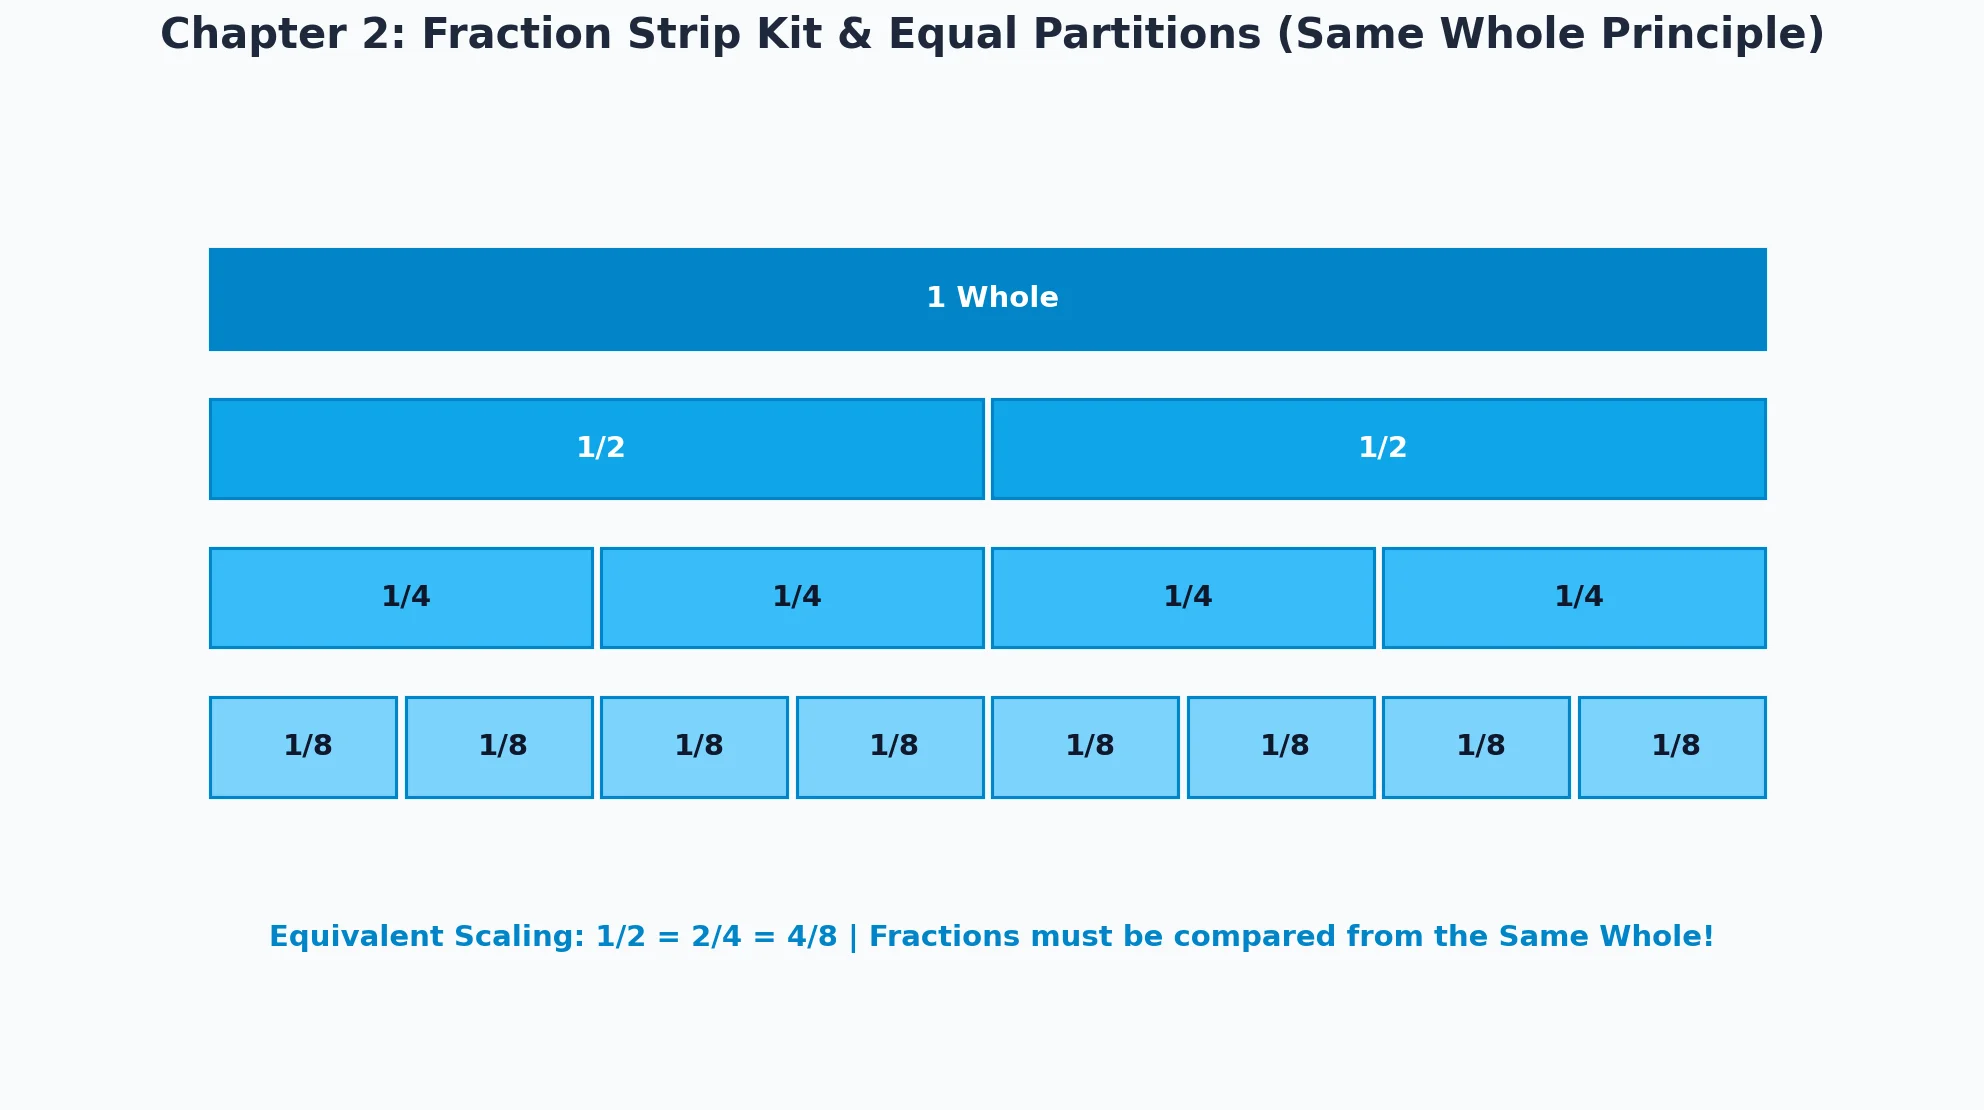 Chapter 2: Fraction Strip Kit & Equal Partitions (Same Whole Principle)
1 Whole
1/2 1/2
1/4 1/4 1/4 1/4
1/8 1/8 1/8 1/8 1/8 1/8 1/8 1/8
Equivalent Scaling: 1/2 = 2/4 = 4/8 | Fractions must be compared from the Same Whole!